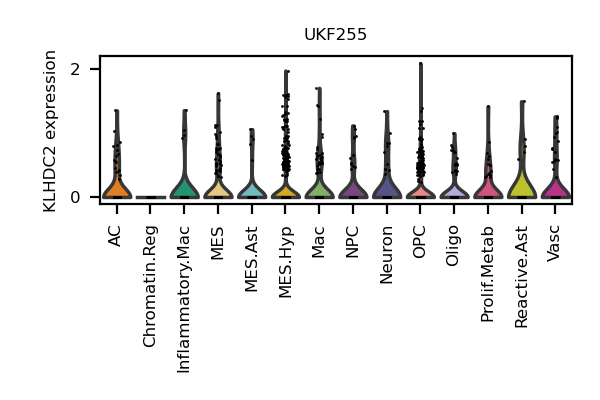 UKF255
KLHDC2 expression
2
0
AC
Chromatin.Reg
Inflammatory.Mac
MES
MES.Ast
MES.Hyp
Mac
NPC
Neuron
OPC
Oligo
Prolif.Metab
Reactive.Ast
Vasc